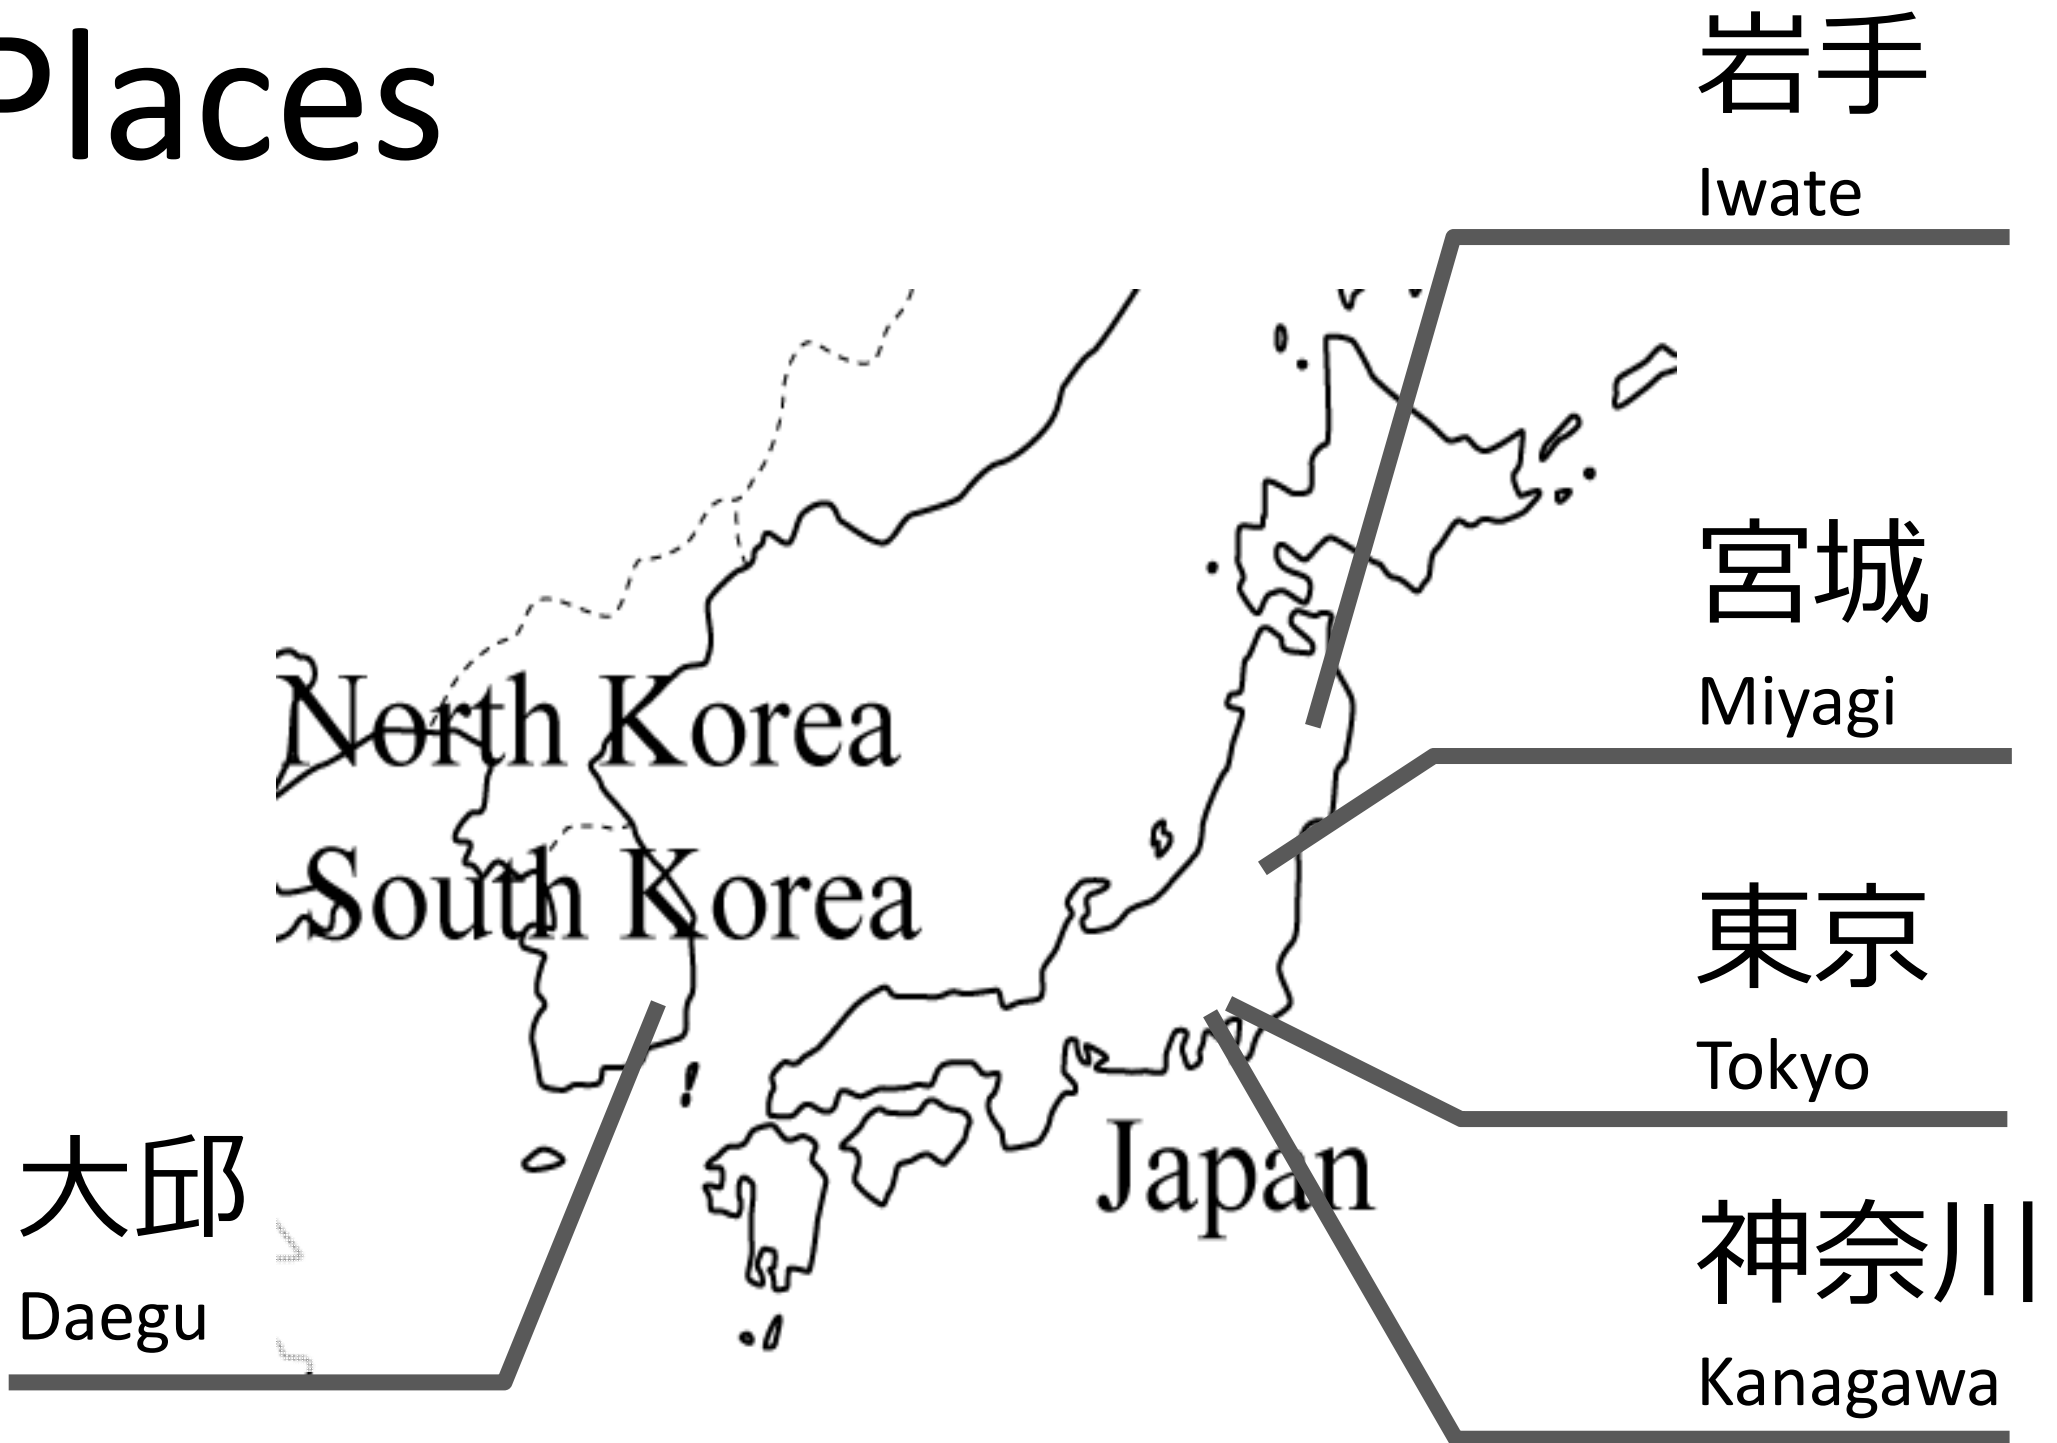 Places
岩手
Iwate
宮城
Miyagi
North Korea
South Korea
東京
Tokyo
Japan
大邱
Daegu
神奈川
Kanagawa